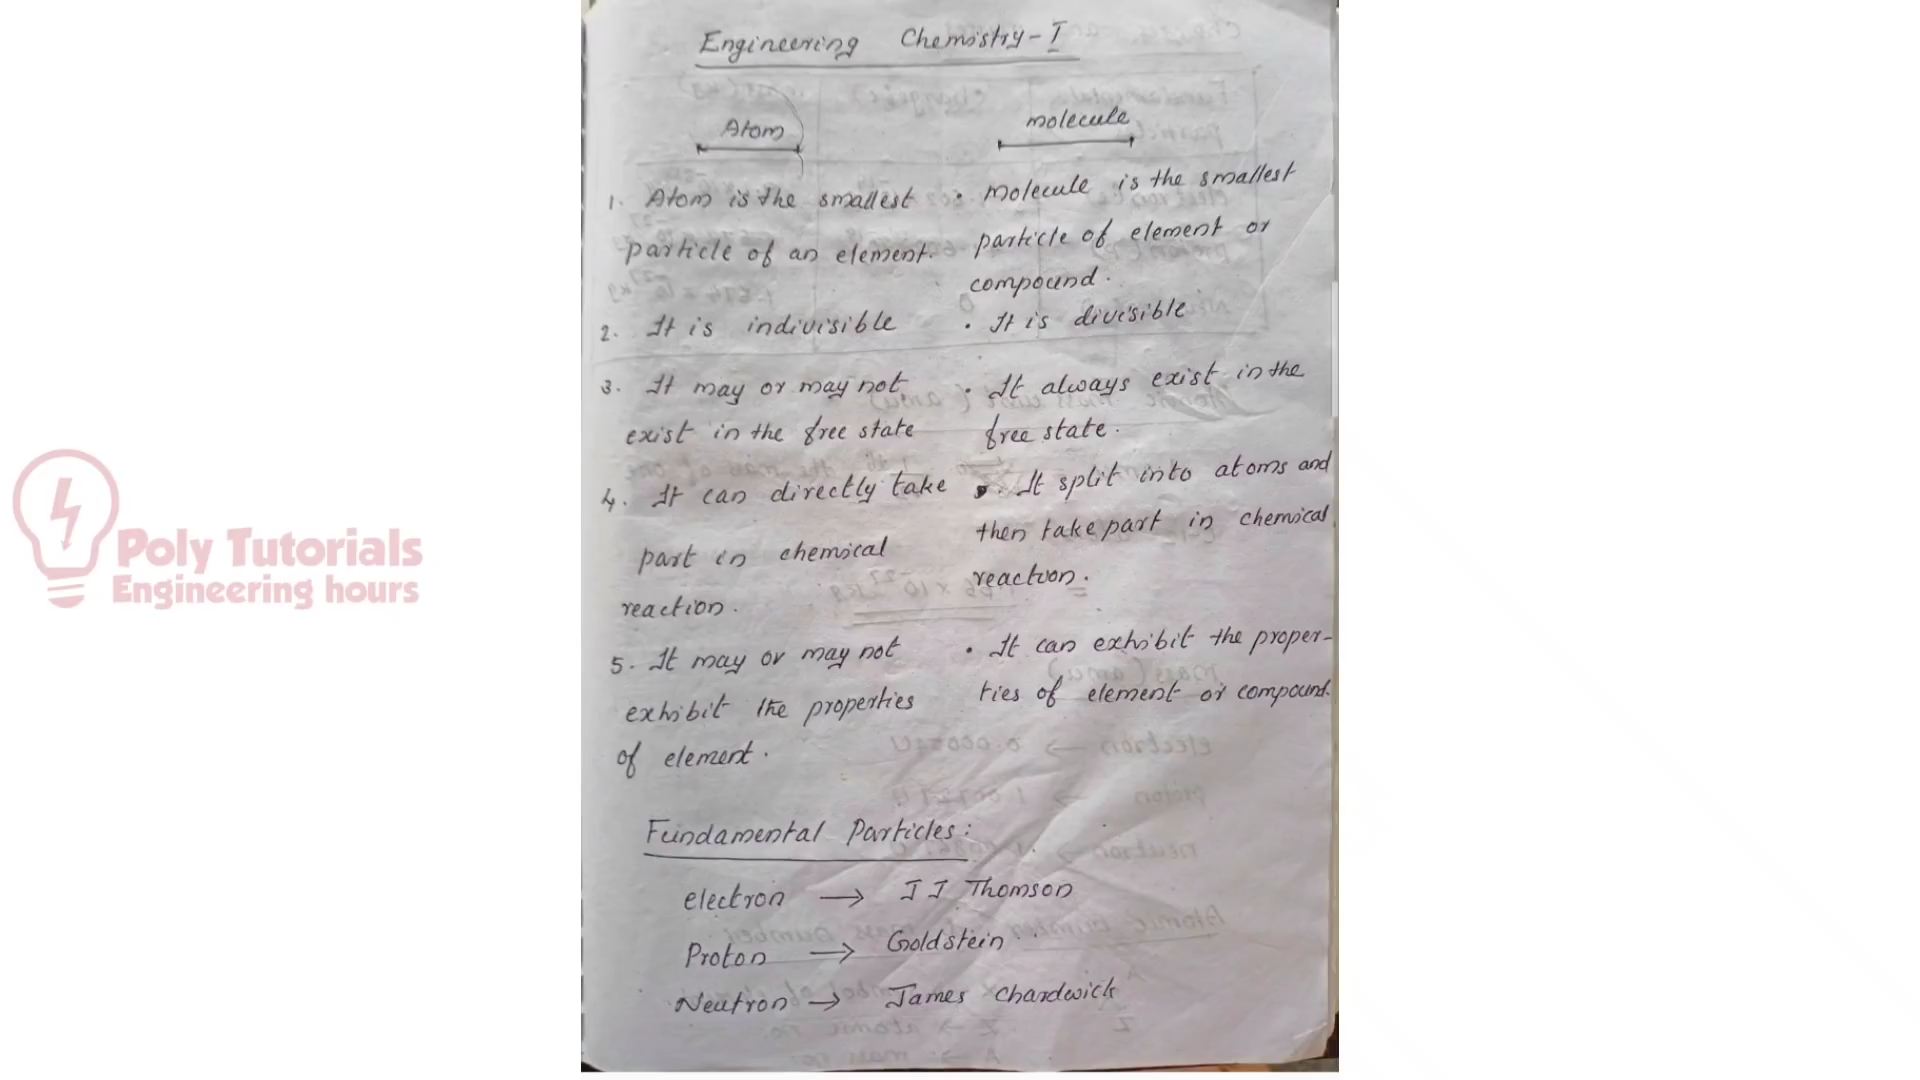 Engineering Chemistry-I
Atom
1. Atom is the smallest
particle of an element.
2. It is indivisible
3. It may or may not
exist in the free state
4. It can directly take
part in chemical
reaction.
5. It may or may not
exhibit the properties
of element.
molecule
• molecule is the smallest
particle of element or
compound.
• It is divisible
• It always exist in the
free state.
• It split into atoms and
then take part in chemical
reaction.
• It can exhibit the proper-
ties of element or compound.
Fundamental Particles:
electron → J J Thomson
Proton → Goldstein
Neutron → James Chardwick
Poly Tutorials
Engineering hours